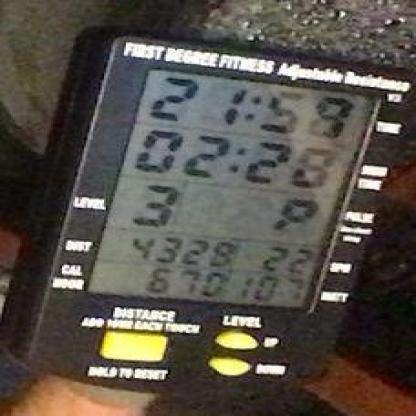 FIRST DEGREE FITNESS Adjustable Resistance
21:59
TIME
02:28
LEVEL 3 P PULSE
DIST 4328 22 SPM
CAL 670 107 WATT
HOUR
DISTANCE LEVEL
ADD 1000 EACH TOUCH UP
HOLD TO RESET DOWN